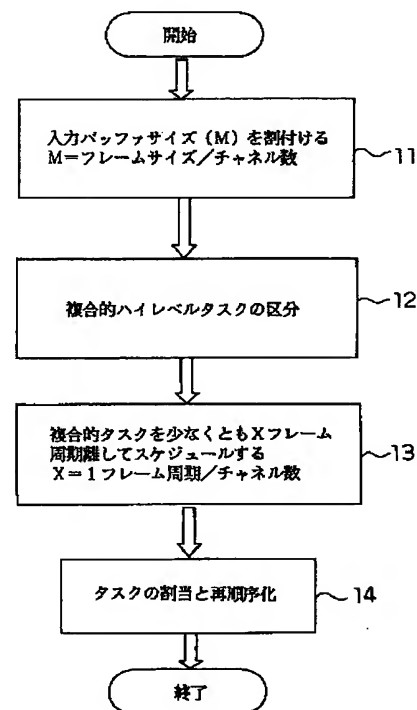 開始
入力バッファサイズ（M）を割付ける
M＝フレームサイズ／チャネル数
11
複合的ハイレベルタスクの区分
12
複合的タスクを少なくともXフレーム
周期離してスケジュールする
X＝1フレーム周期／チャネル数
13
タスクの割当と再順序化
14
終了